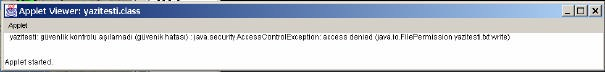 Applet Viewer: yazitesti.class
Applet
yazitesti: güvenlik kontrolu aşılamadı (güvenik hatası) : java.security.AccessControlException: access denied (java.io.FilePermission yazitesti.txt write)
Applet started.